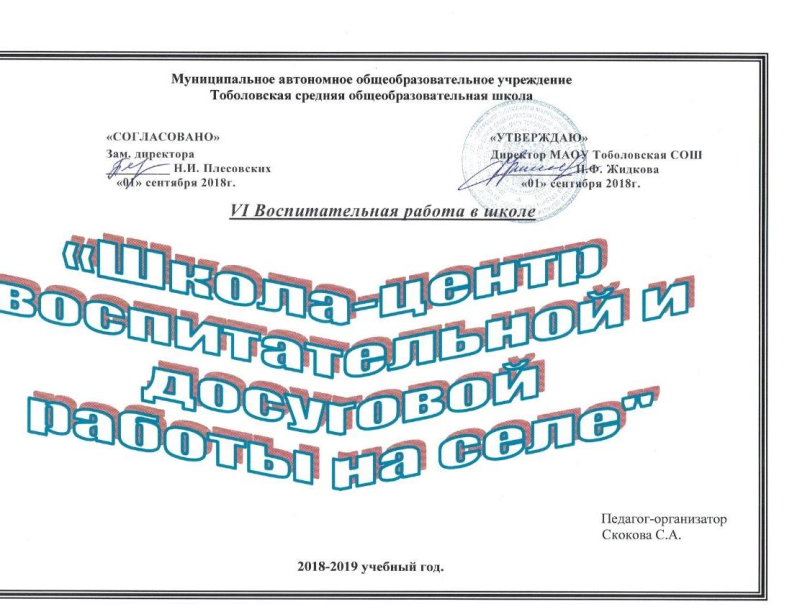 Муниципальное автономное общеобразовательное учреждение
Тоболовская средняя общеобразовательная школа
«СОГЛАСОВАНО»
Зам. директора
Н.И. Плесовских
«01» сентября 2018г.
«УТВЕРЖДАЮ»
Директор МАОУ Тоболовская СОШ
Н.Ф. Жидкова
«01» сентября 2018г.
VI Воспитательная работа в школе
«Школа-центр
воспитательной и
досуговой
работы на селе"
Педагог-организатор
Скокова С.А.
2018-2019 учебный год.